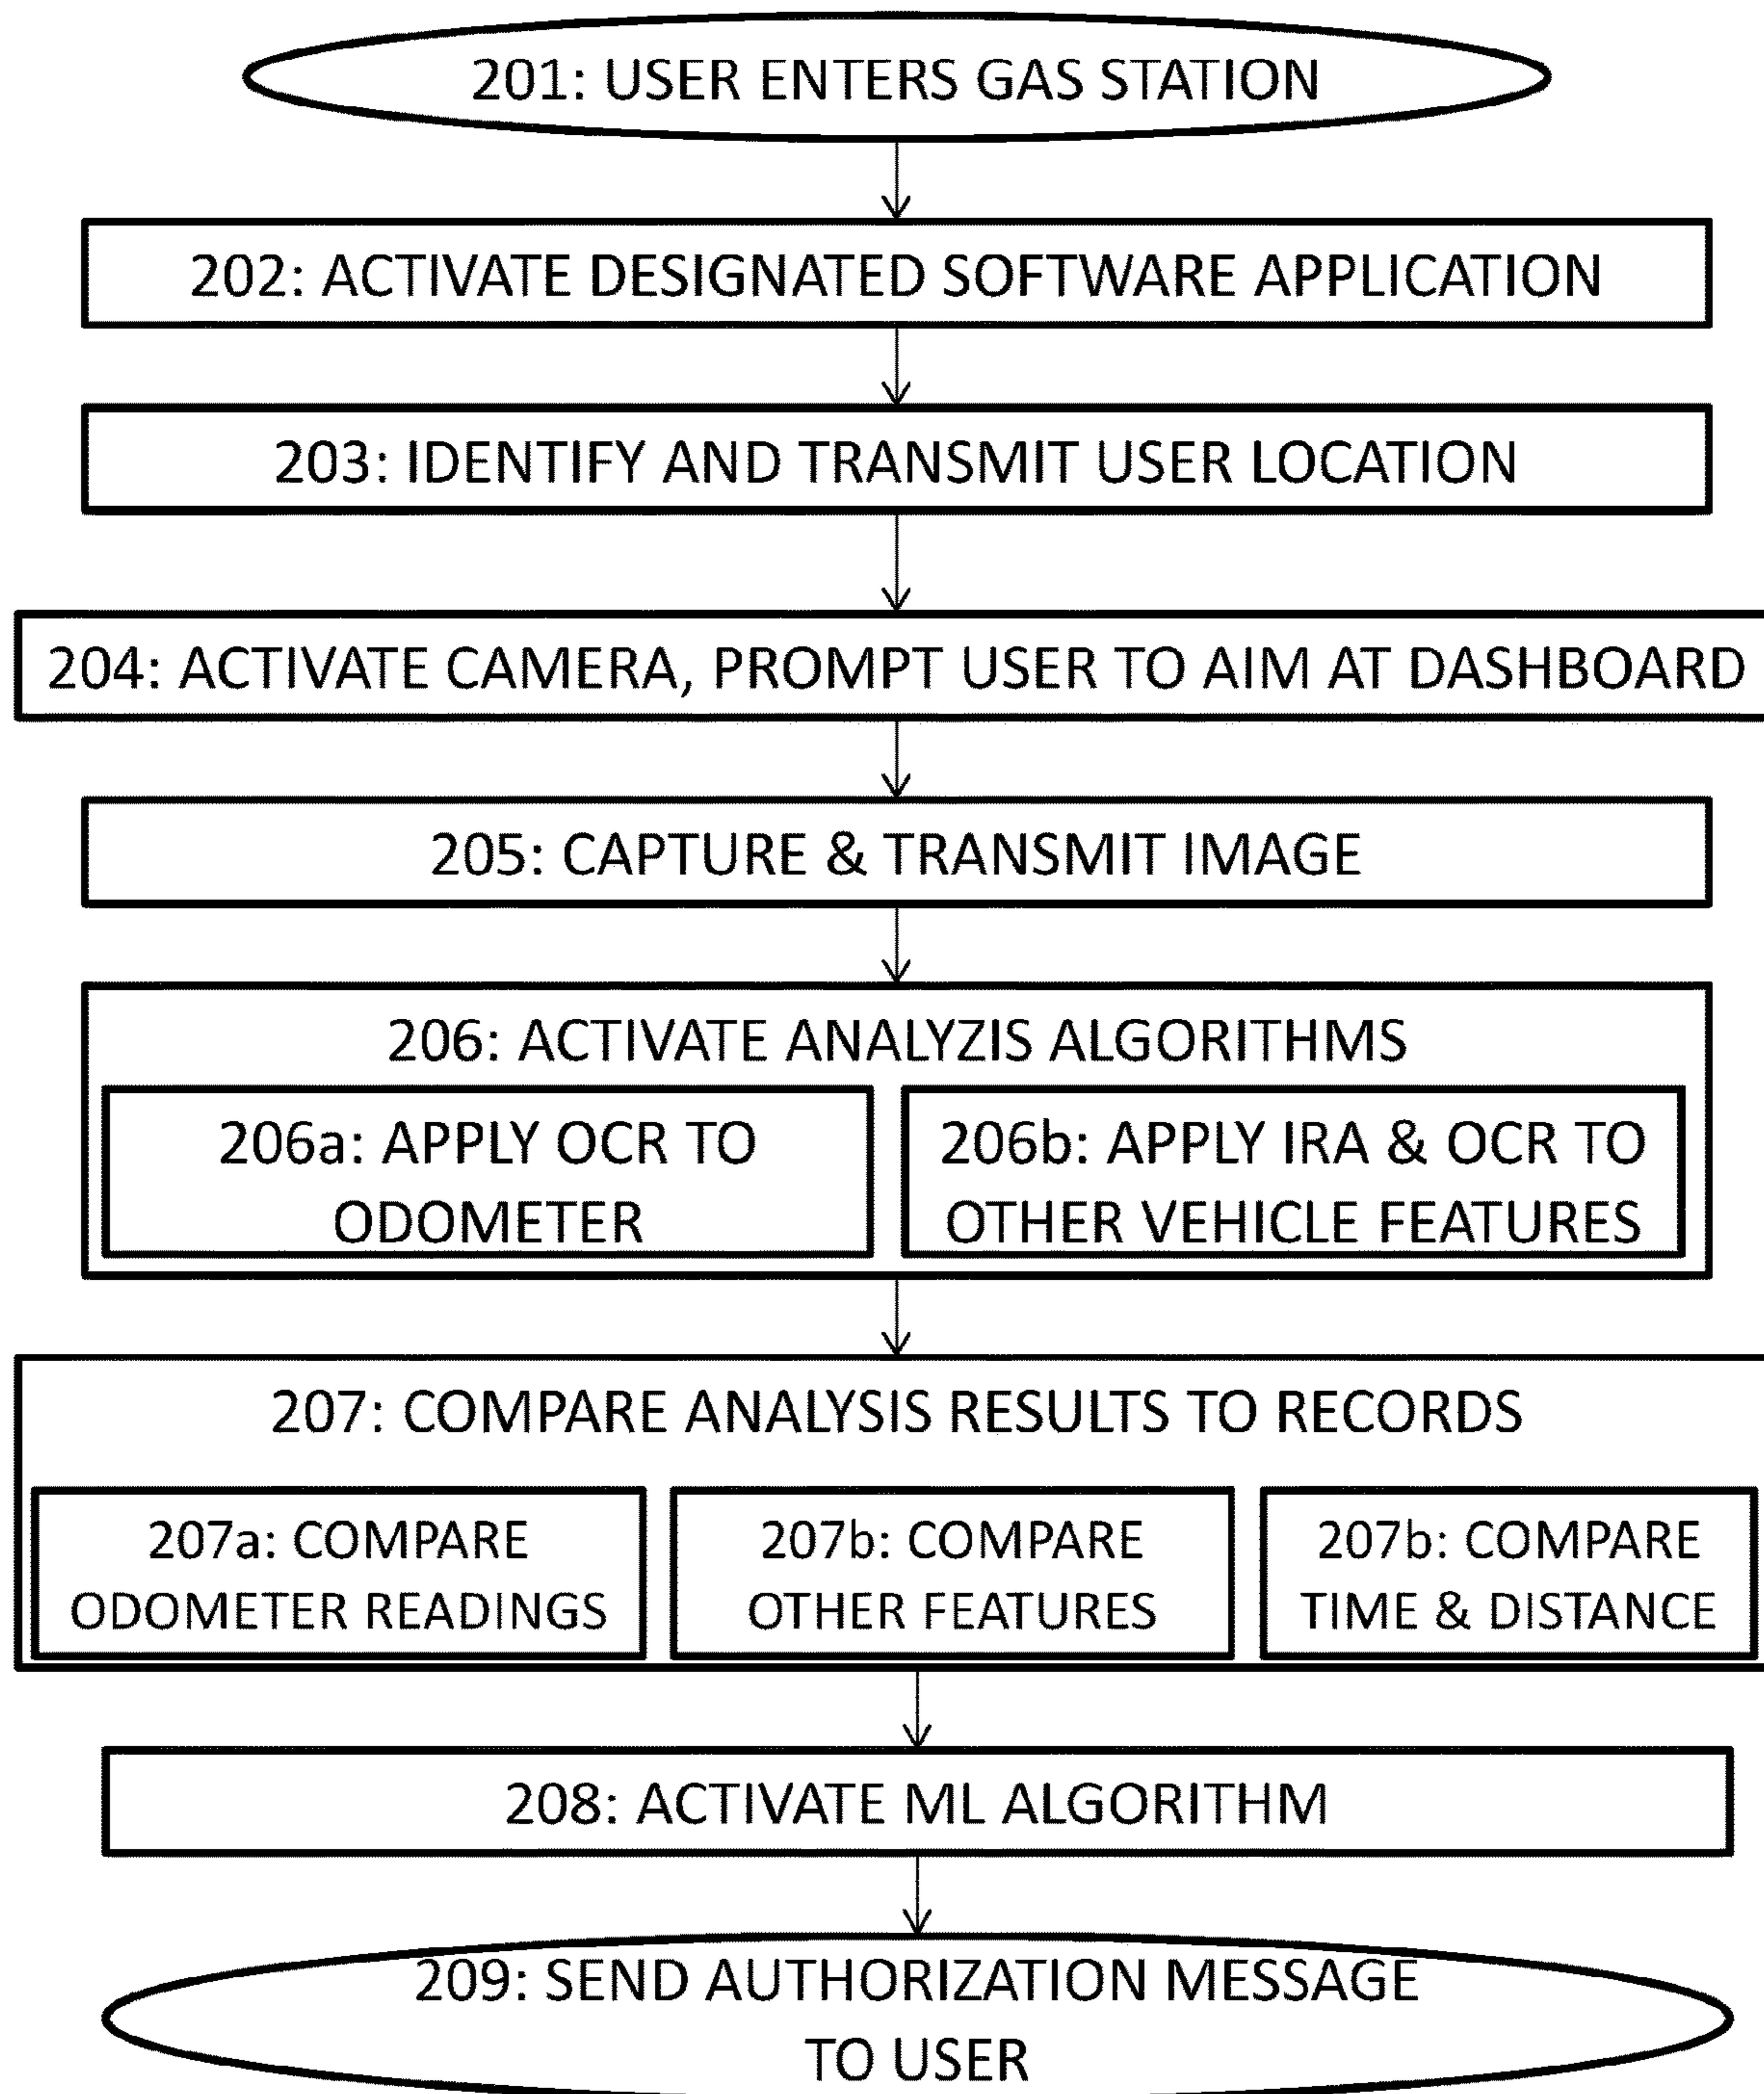 201: USER ENTERS GAS STATION
202: ACTIVATE DESIGNATED SOFTWARE APPLICATION
203: IDENTIFY AND TRANSMIT USER LOCATION
204: ACTIVATE CAMERA, PROMPT USER TO AIM AT DASHBOARD
205: CAPTURE & TRANSMIT IMAGE
206: ACTIVATE ANALYZIS ALGORITHMS
206a: APPLY OCR TO
ODOMETER
206b: APPLY IRA & OCR TO
OTHER VEHICLE FEATURES
207: COMPARE ANALYSIS RESULTS TO RECORDS
207a: COMPARE
ODOMETER READINGS
207b: COMPARE
OTHER FEATURES
207b: COMPARE
TIME & DISTANCE
208: ACTIVATE ML ALGORITHM
209: SEND AUTHORIZATION MESSAGE
TO USER